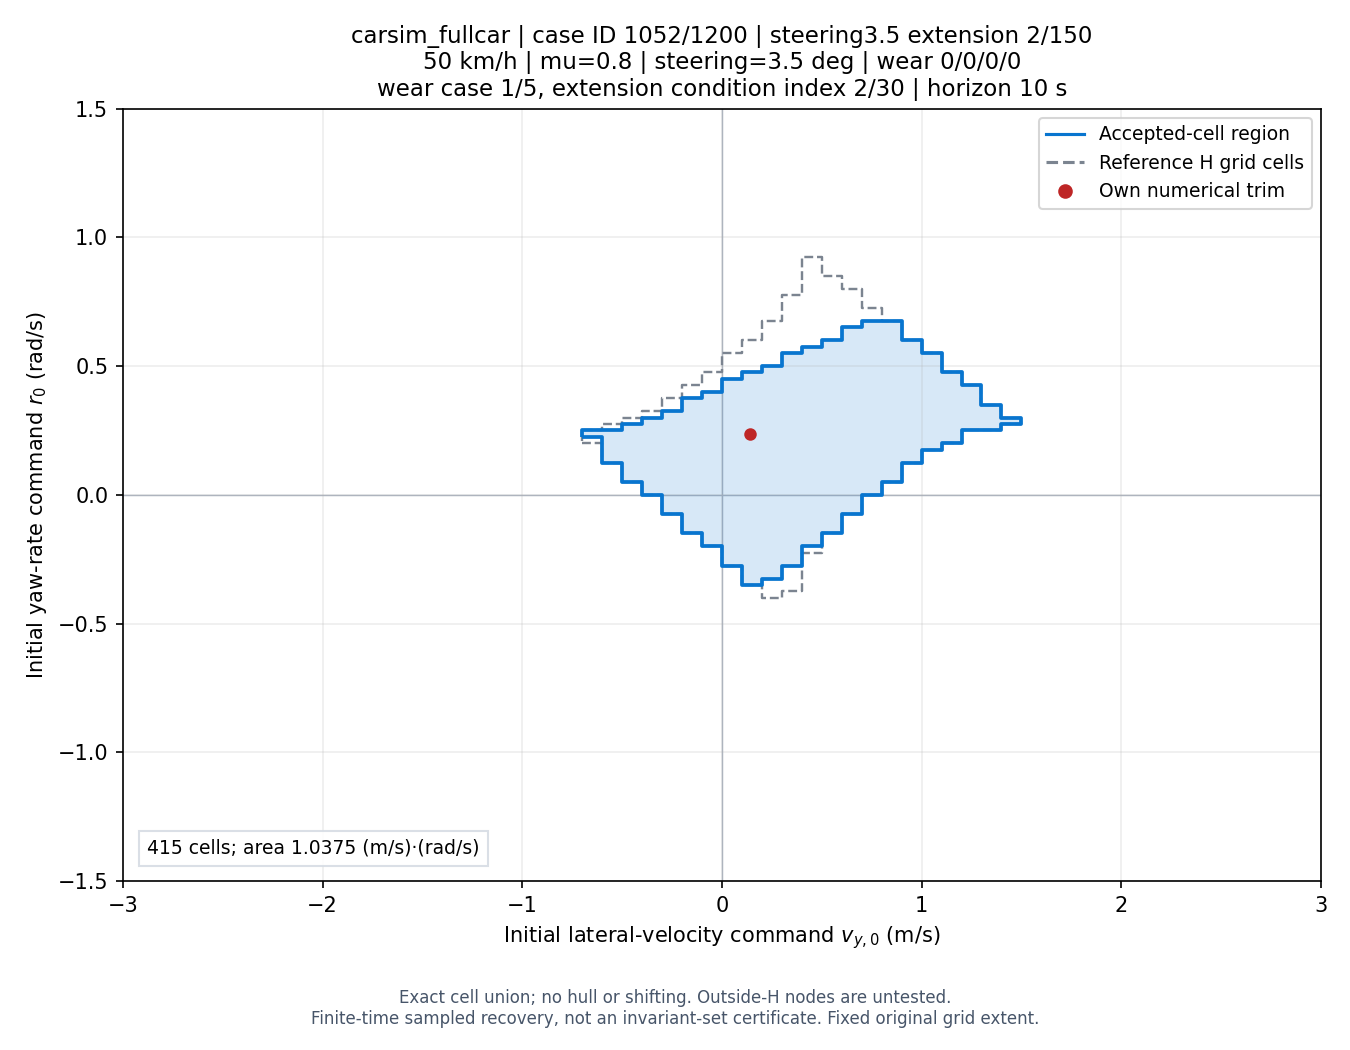 carsim_fullcar | case ID 1052/1200 | steering3.5 extension 2/150
50 km/h | mu=0.8 | steering=3.5 deg | wear 0/0/0/0
wear case 1/5, extension condition index 2/30 | horizon 10 s
Accepted-cell region
Reference H grid cells
Own numerical trim
1.5
1.0
0.5
0.0
−0.5
−1.0
−1.5
Initial yaw-rate command r₀ (rad/s)
415 cells; area 1.0375 (m/s)·(rad/s)
−3
−2
−1
0
1
2
3
Initial lateral-velocity command v_{y,0} (m/s)
Exact cell union; no hull or shifting. Outside-H nodes are untested.
Finite-time sampled recovery, not an invariant-set certificate. Fixed original grid extent.